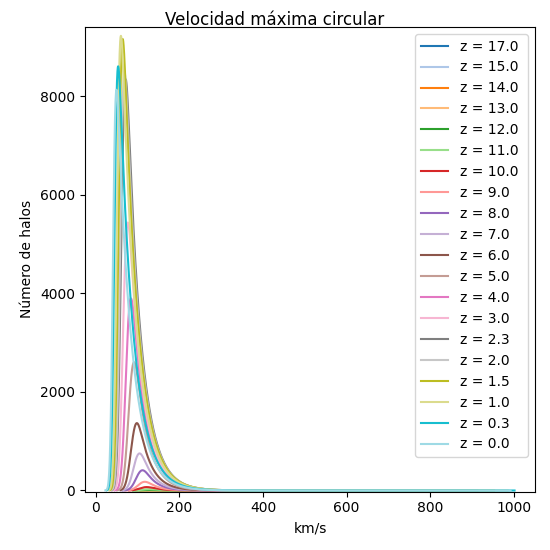 Velocidad máxima circular
Número de halos
8000
6000
4000
2000
0
0
200
400
600
800
1000
km/s
z = 17.0
z = 15.0
z = 14.0
z = 13.0
z = 12.0
z = 11.0
z = 10.0
z = 9.0
z = 8.0
z = 7.0
z = 6.0
z = 5.0
z = 4.0
z = 3.0
z = 2.3
z = 2.0
z = 1.5
z = 1.0
z = 0.3
z = 0.0